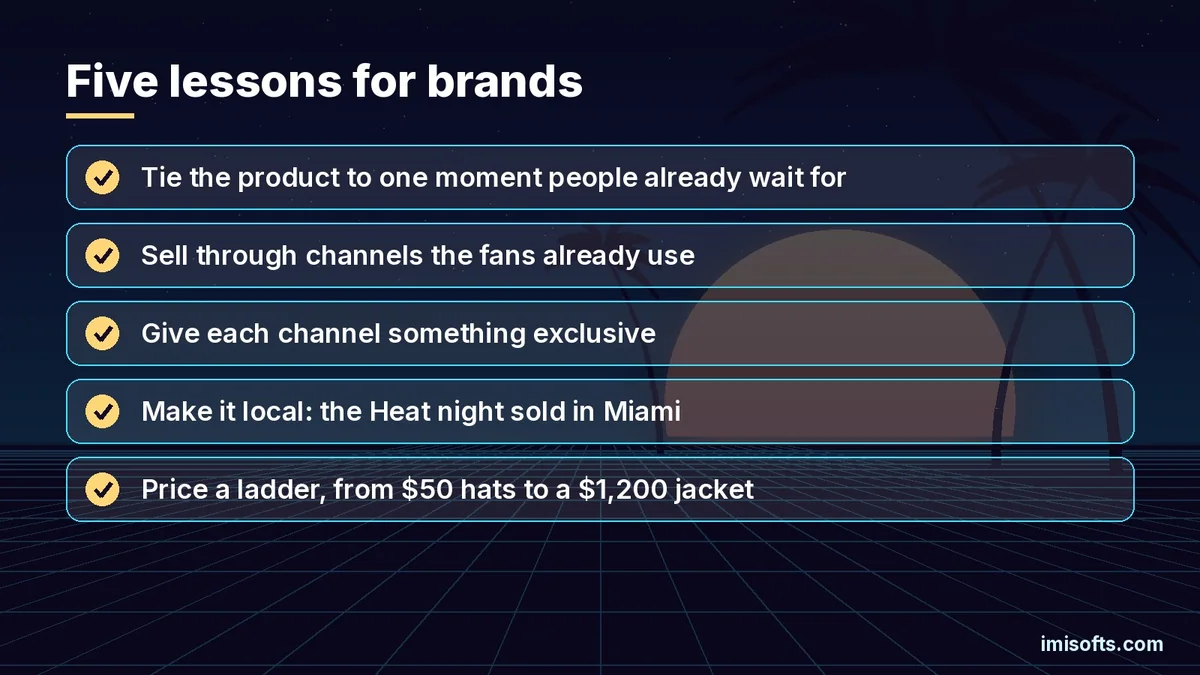 Five lessons for brands
Tie the product to one moment people already wait for
Sell through channels the fans already use
Give each channel something exclusive
Make it local: the Heat night sold in Miami
Price a ladder, from $50 hats to a $1,200 jacket
imisofts.com